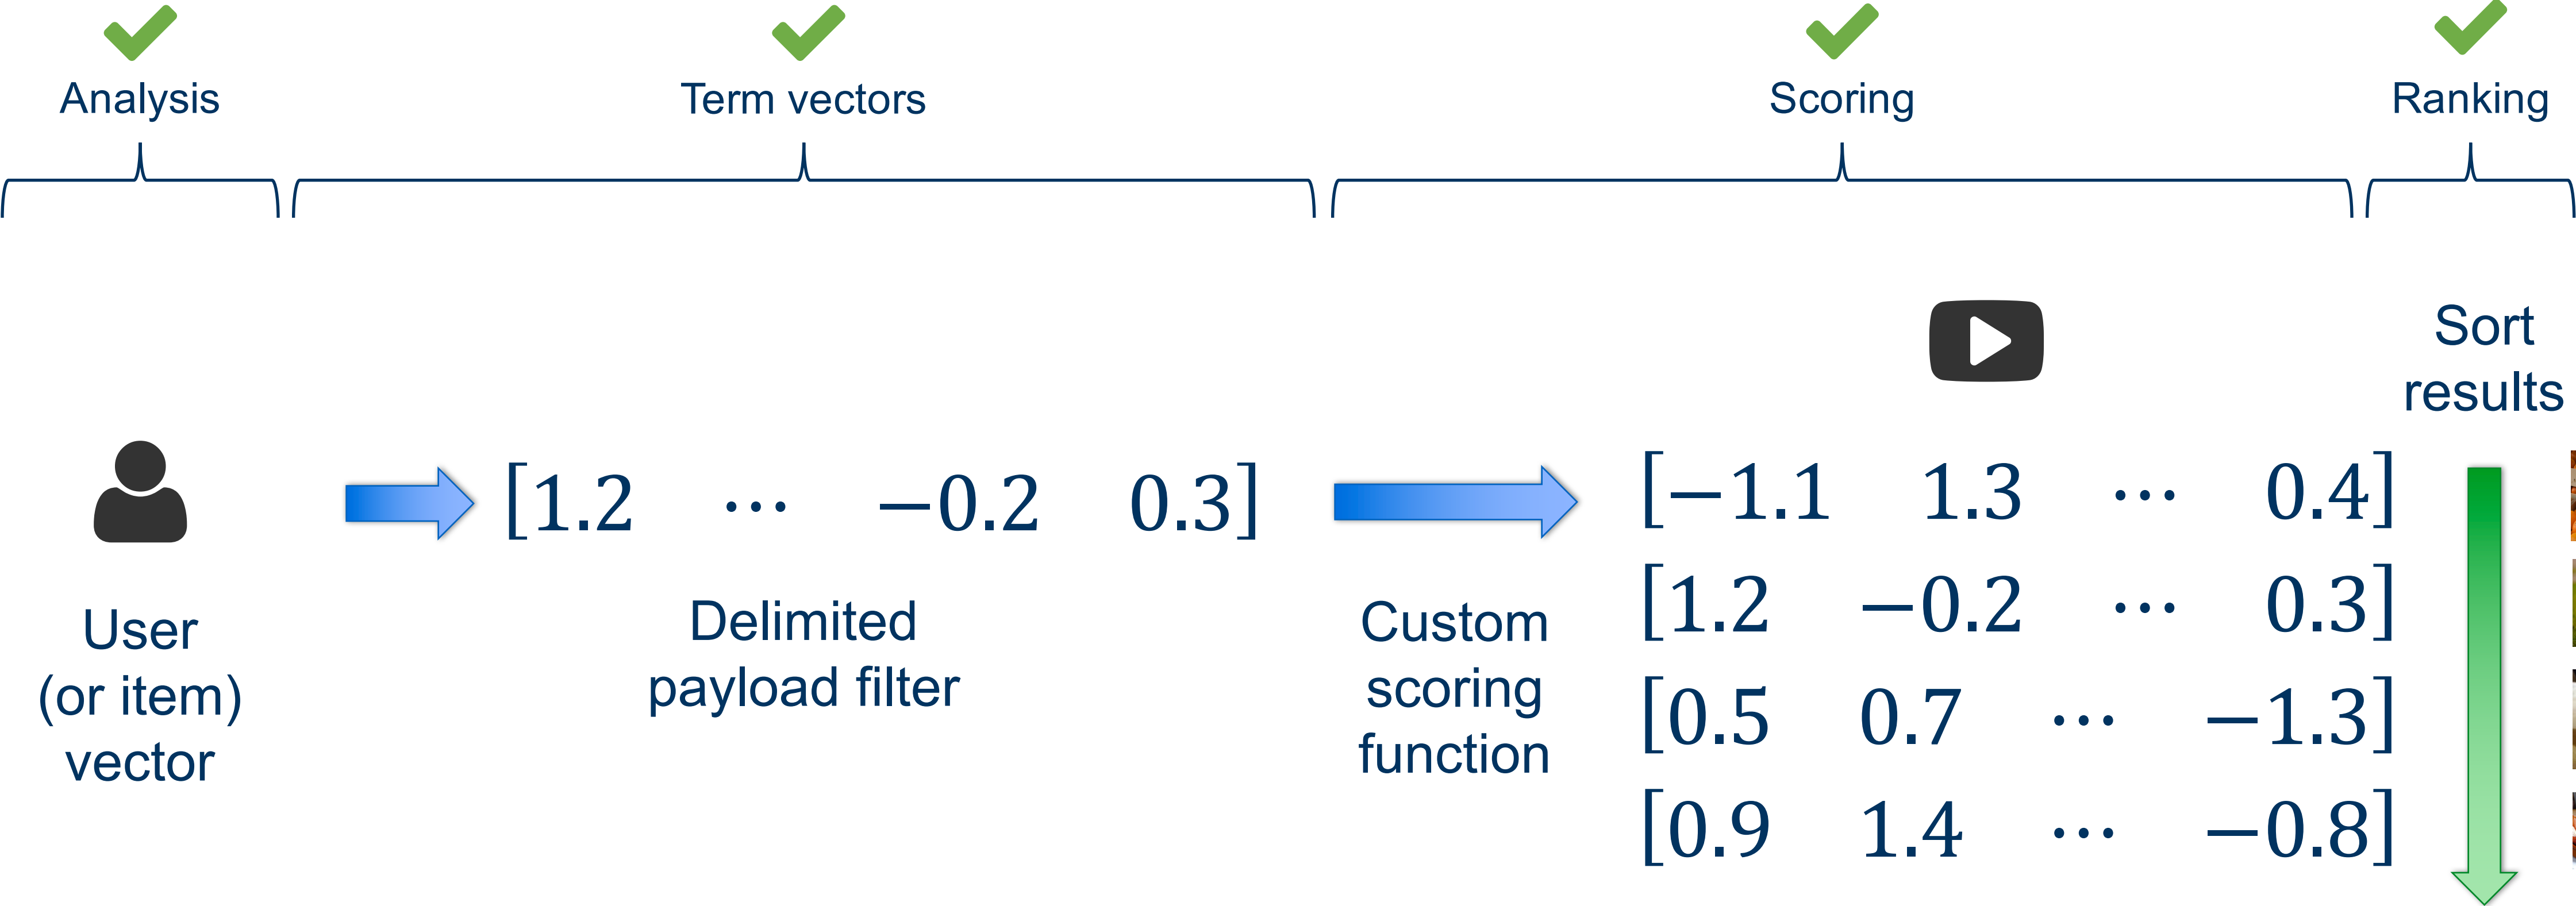 Analysis
Term vectors
Scoring
Ranking
Sort
results
[1.2 ⋯ −0.2 0.3]
[−1.1 1.3 ⋯ 0.4]
[1.2 −0.2 ⋯ 0.3]
[0.5 0.7 ⋯ −1.3]
[0.9 1.4 ⋯ −0.8]
User
(or item)
vector
Delimited
payload filter
Custom
scoring
function